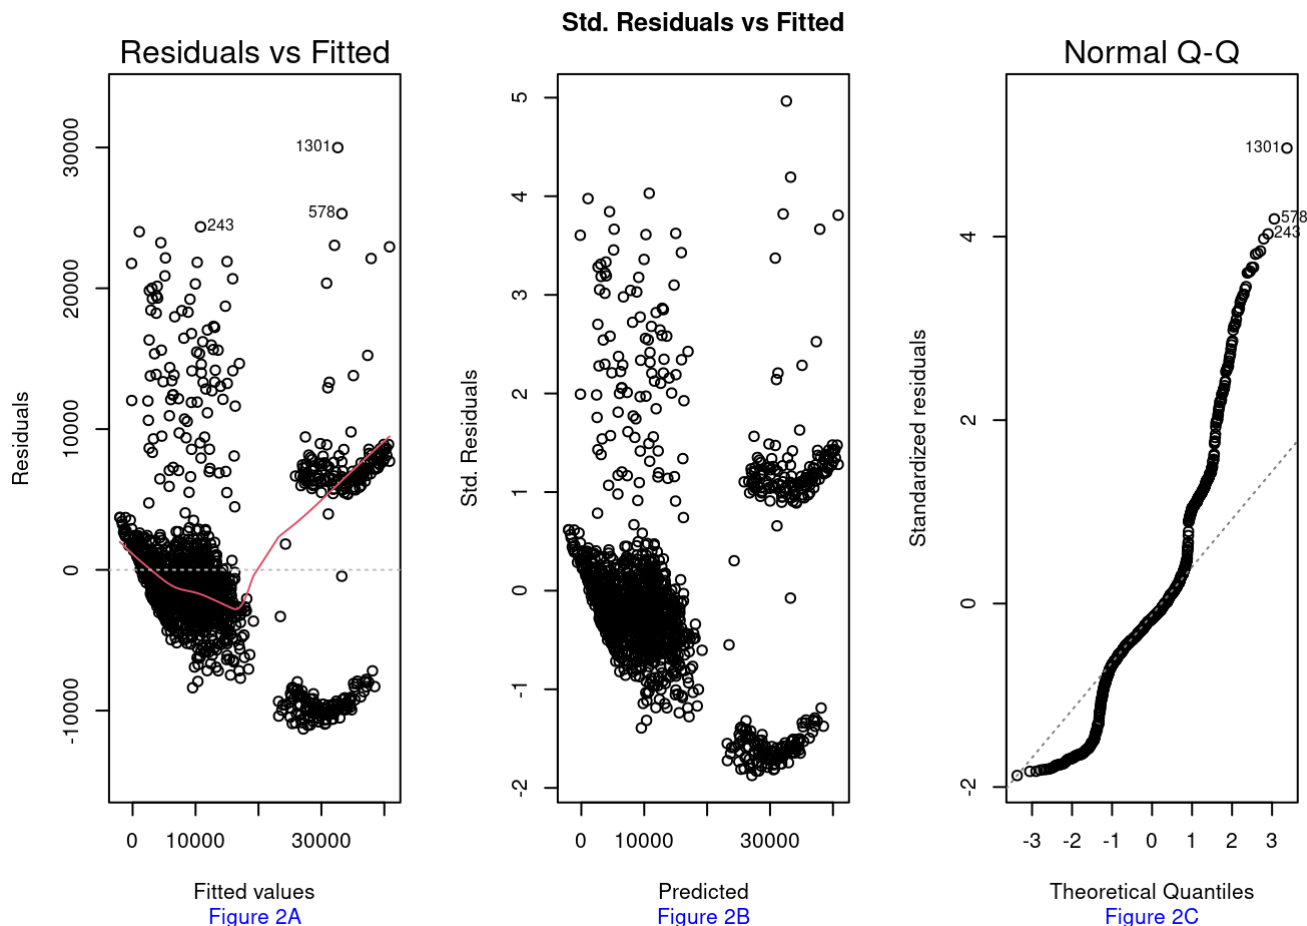 Std. Residuals vs Fitted
Residuals vs Fitted
Normal Q-Q
Residuals
30000
20000
10000
0
-10000
1301
578
243
0 10000 30000
Fitted values
Figure 2A
Std. Residuals
5
4
3
2
1
0
-1
-2
0 10000 30000
Predicted
Figure 2B
Standardized residuals
4
2
0
-2
1301
578
243
-3 -2 -1 0 1 2 3
Theoretical Quantiles
Figure 2C